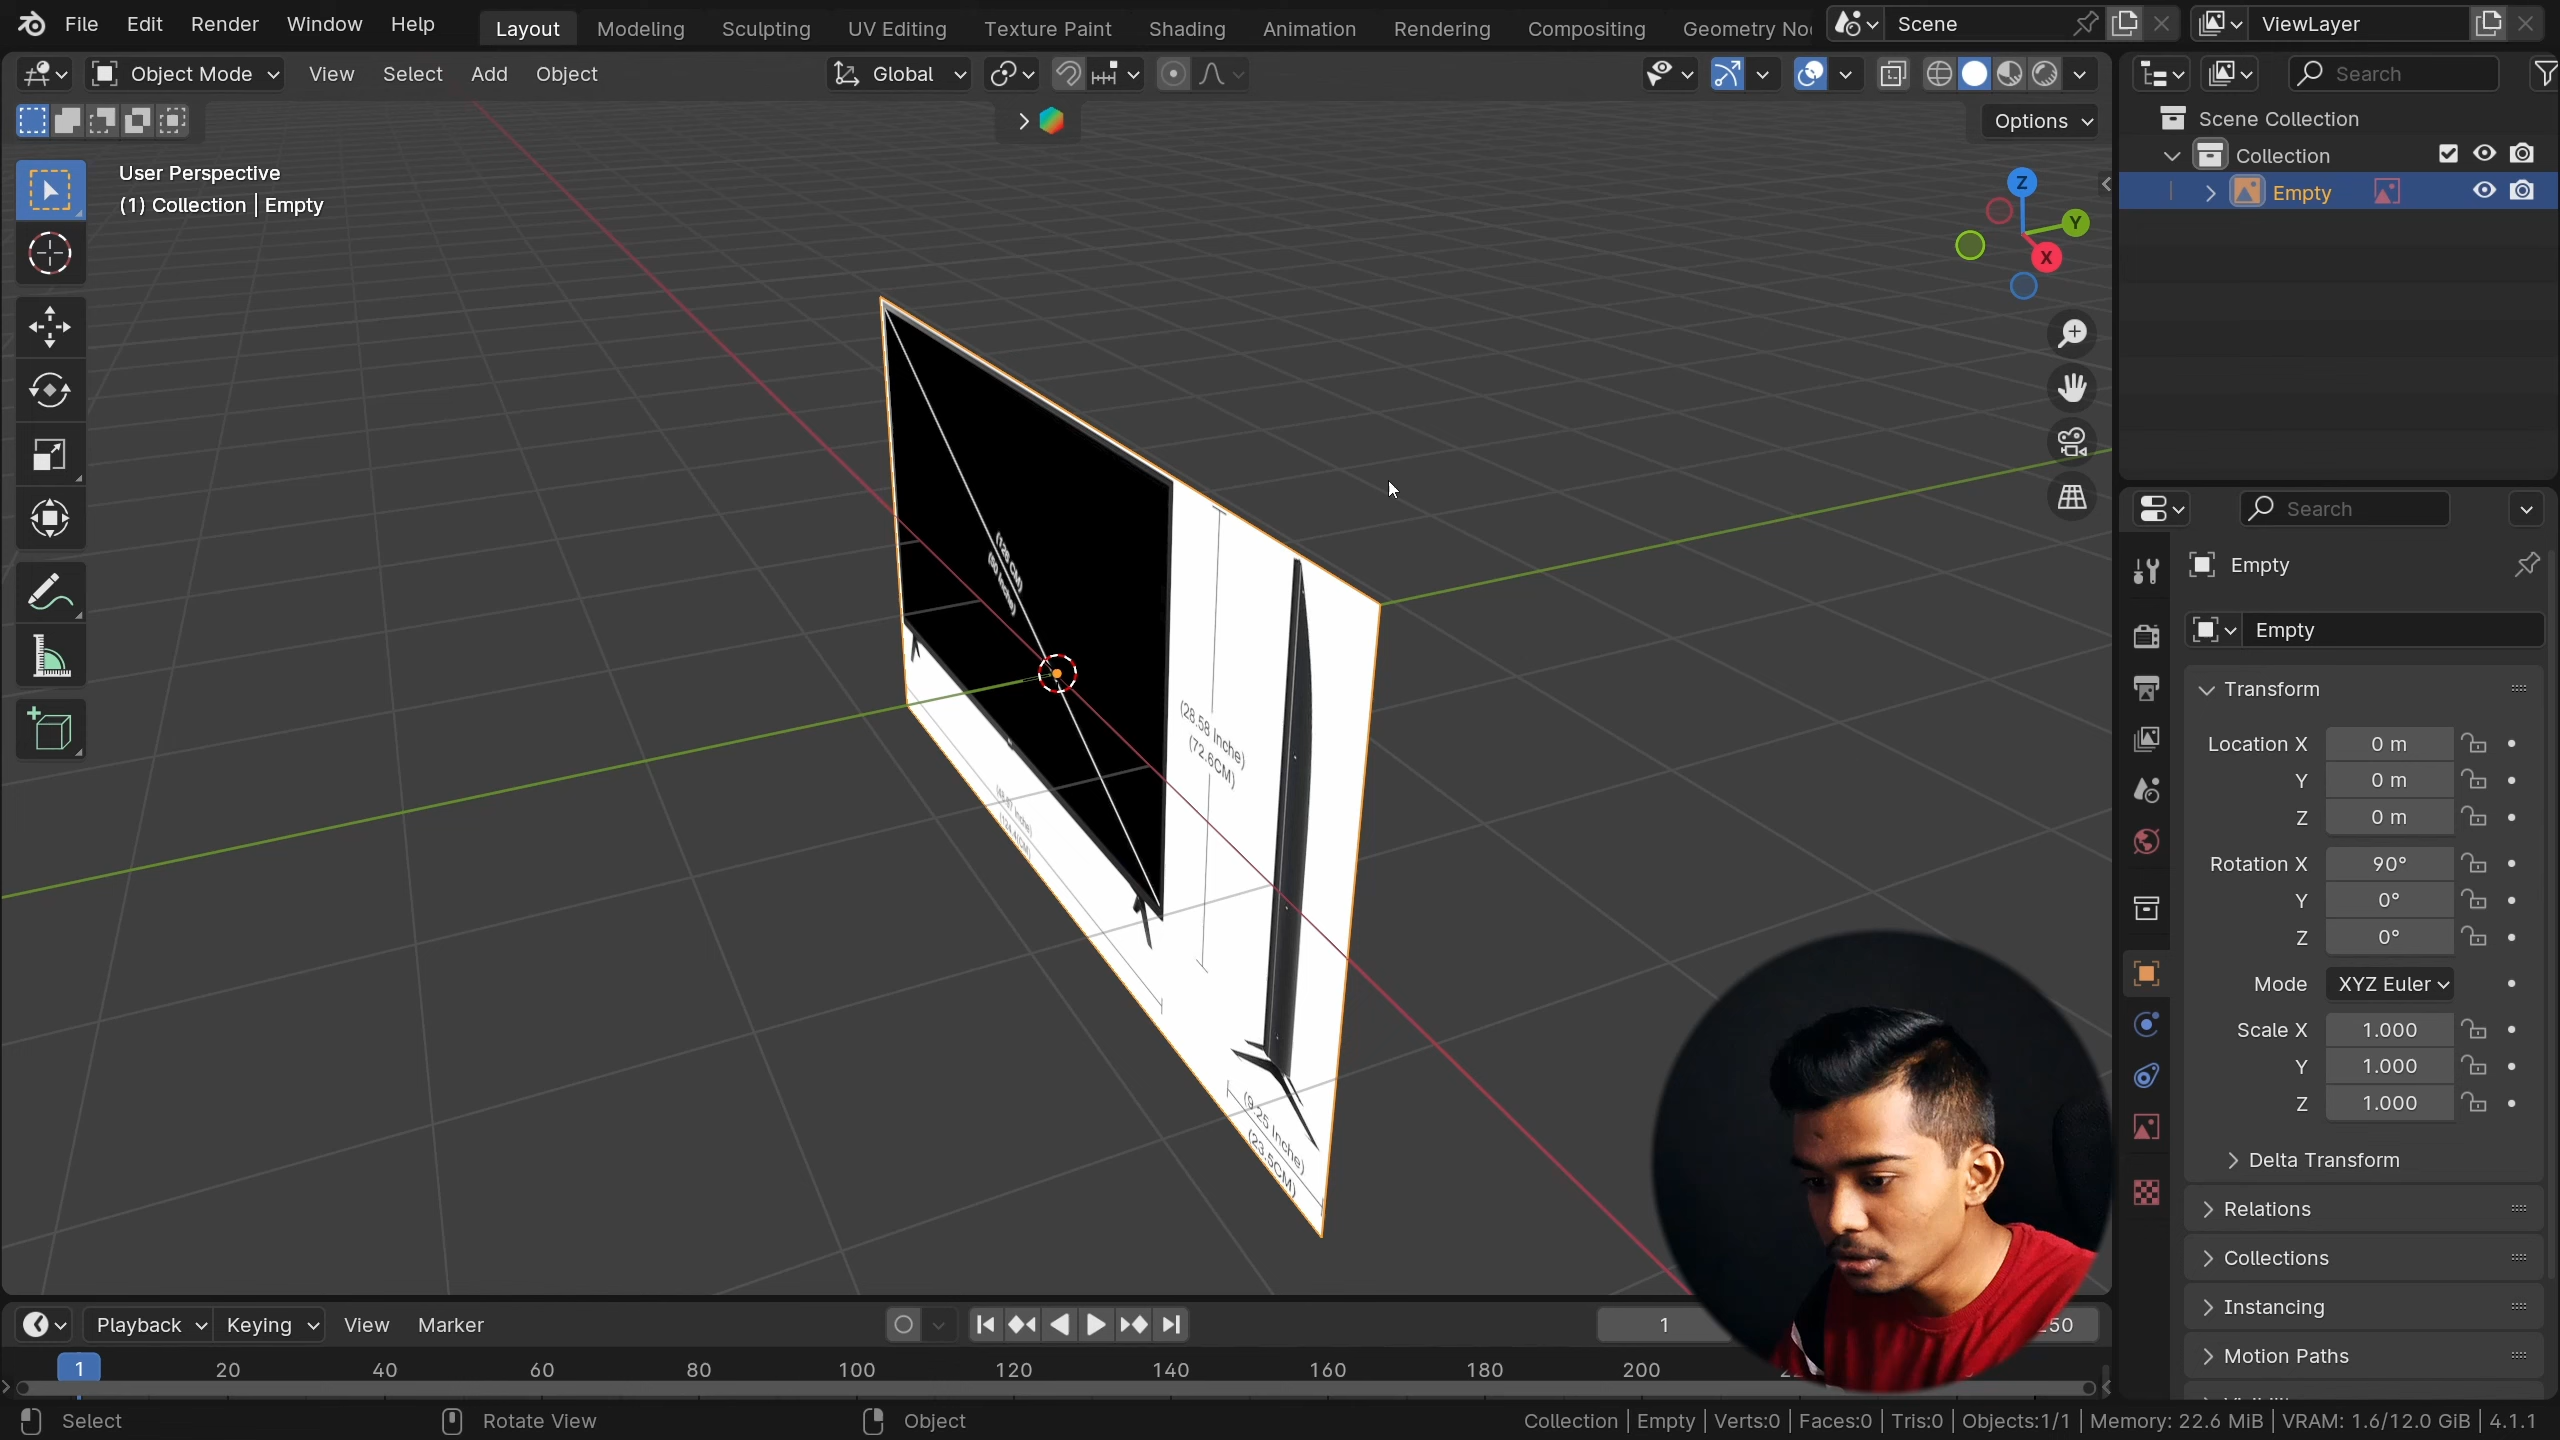 File Edit Render Window Help Layout Modeling Sculpting UV Editing Texture Paint Shading Animation Rendering Compositing Geometry No Scene ViewLayer
Object Mode View Select Add Object Global Search
Options
User Perspective
(1) Collection | Empty
Z
Y
X
Scene Collection
Collection
Empty
Search
Empty
Empty
Transform
Location X 0 m
Y 0 m
Z 0 m
Rotation X 90°
Y 0°
Z 0°
Mode XYZ Euler
Scale X 1.000
Y 1.000
Z 1.000
Delta Transform
Relations
Collections
Instancing
Motion Paths
(28.58 Inche)
(72.6CM)
(9.25 Inche)
(23.5CM)
Playback Keying View Marker 1 50
1 20 40 60 80 100 120 140 160 180 200
Select Rotate View Object Collection | Empty | Verts:0 | Faces:0 | Tris:0 | Objects:1/1 | Memory: 22.6 MiB | VRAM: 1.6/12.0 GiB | 4.1.1